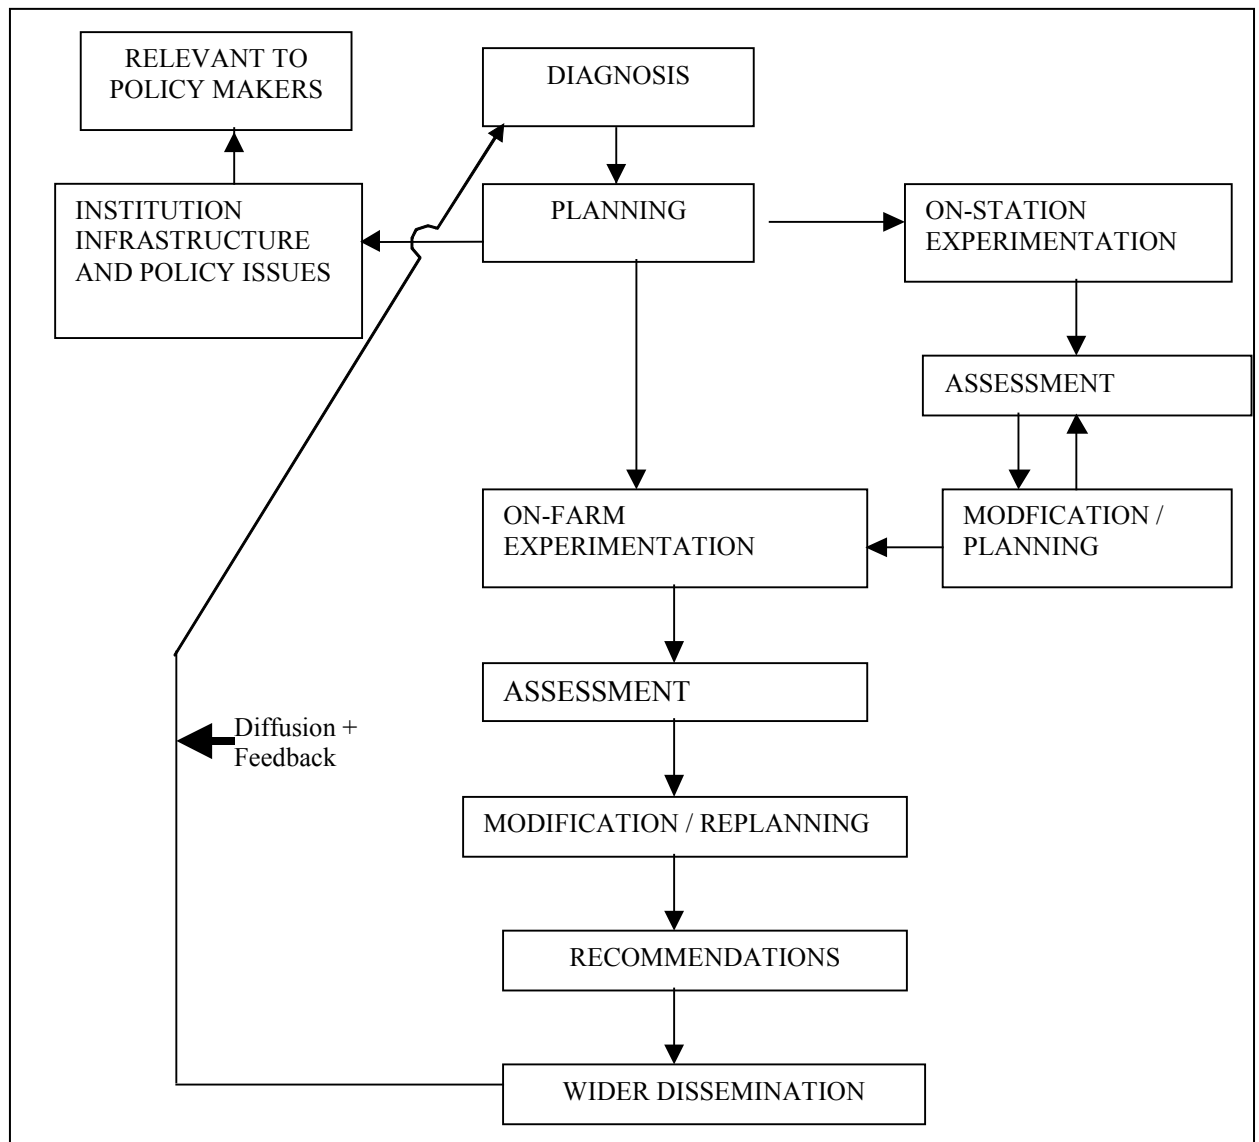 RELEVANT TO
POLICY MAKERS
DIAGNOSIS
INSTITUTION
INFRASTRUCTURE
AND POLICY ISSUES
PLANNING
ON-STATION
EXPERIMENTATION
ASSESSMENT
ON-FARM
EXPERIMENTATION
MODFICATION /
PLANNING
ASSESSMENT
Diffusion +
Feedback
MODIFICATION / REPLANNING
RECOMMENDATIONS
WIDER DISSEMINATION